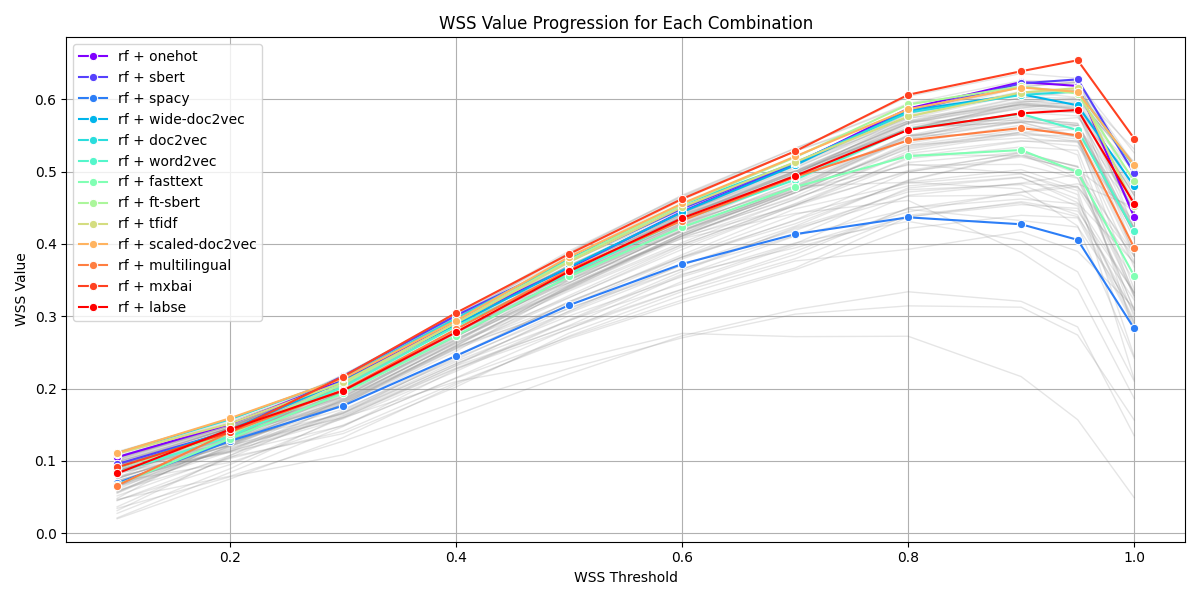 WSS Value Progression for Each Combination
rf + onehot
rf + sbert
rf + spacy
rf + wide-doc2vec
rf + doc2vec
rf + word2vec
rf + fasttext
rf + ft-sbert
rf + tfidf
rf + scaled-doc2vec
rf + multilingual
rf + mxbai
rf + labse
WSS Value
0.6
0.5
0.4
0.3
0.2
0.1
0.0
0.2 0.4 0.6 0.8 1.0
WSS Threshold